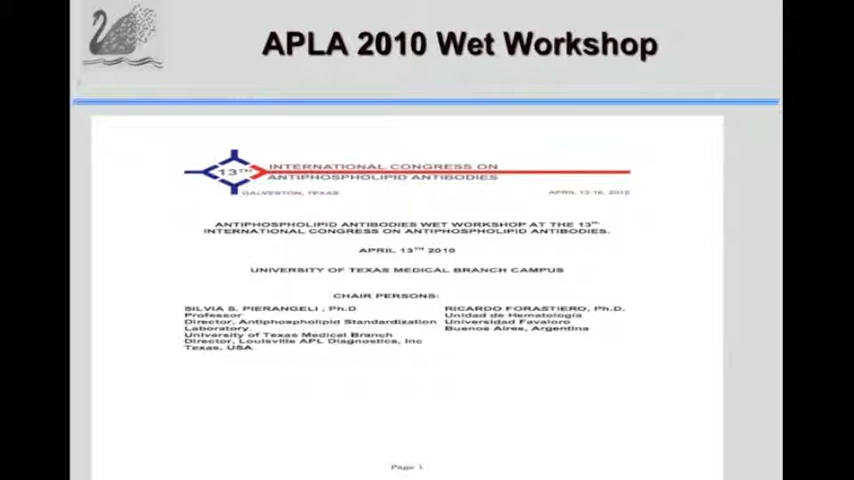 APLA 2010 Wet Workshop
13TH
INTERNATIONAL CONGRESS ON
ANTIPHOSPHOLIPID ANTIBODIES
GALVESTON, TEXAS
APRIL 13-16, 2010
ANTIPHOSPHOLIPID ANTIBODIES WET WORKSHOP AT THE 13th
INTERNATIONAL CONGRESS ON ANTIPHOSPHOLIPID ANTIBODIES.
APRIL 13TH 2010
UNIVERSITY OF TEXAS MEDICAL BRANCH CAMPUS
CHAIR PERSONS:
SILVIA S. PIERANGELI , Ph.D
Professor
Director, Antiphospholipid Standardization
Laboratory.
University of Texas Medical Branch
Director, Louisville APL Diagnostics, Inc
Texas, USA
RICARDO FORASTIERO, Ph.D.
Unidad de Hematologia
Universidad Favaloro
Buenos Aires, Argentina
Page 1